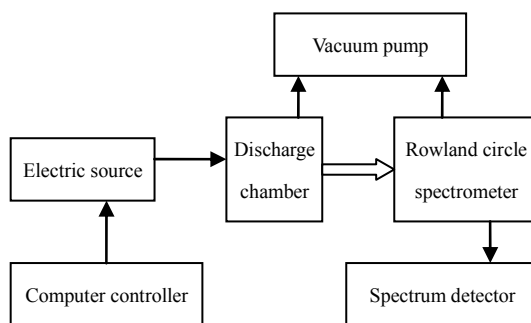 Vacuum pump
Discharge
chamber
Rowland circle
spectrometer
Electric source
Computer controller
Spectrum detector